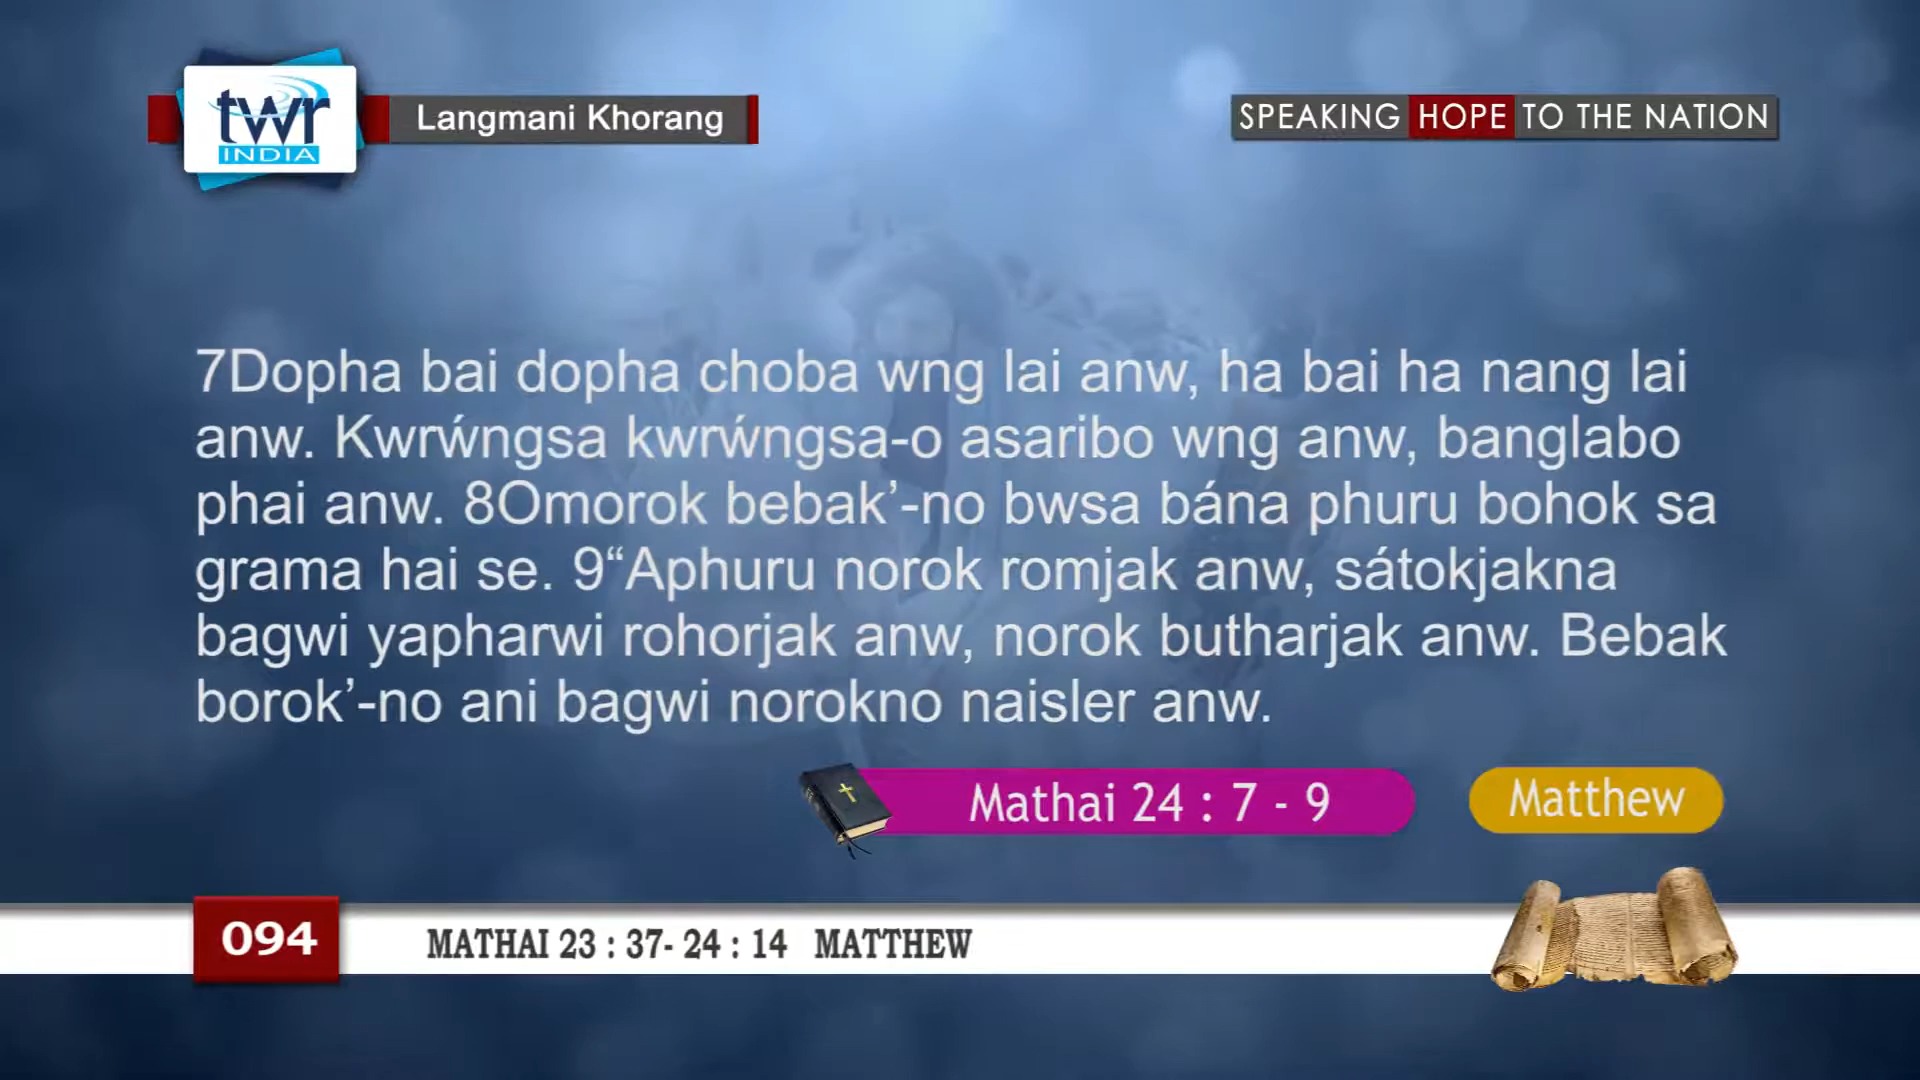 twr
INDIA
Langmani Khorang
SPEAKING HOPE TO THE NATION
7Dopha bai dopha choba wng lai anw, ha bai ha nang lai
anw. Kwrẃngsa kwrẃngsa-o asaribo wng anw, banglabo
phai anw. 8Omorok bebak’-no bwsa bána phuru bohok sa
grama hai se. 9“Aphuru norok romjak anw, sátokjakna
bagwi yapharwi rohorjak anw, norok butharjak anw. Bebak
borok’-no ani bagwi norokno naisler anw.
Mathai 24 : 7 - 9
Matthew
094
MATHAI 23 : 37- 24 : 14 MATTHEW